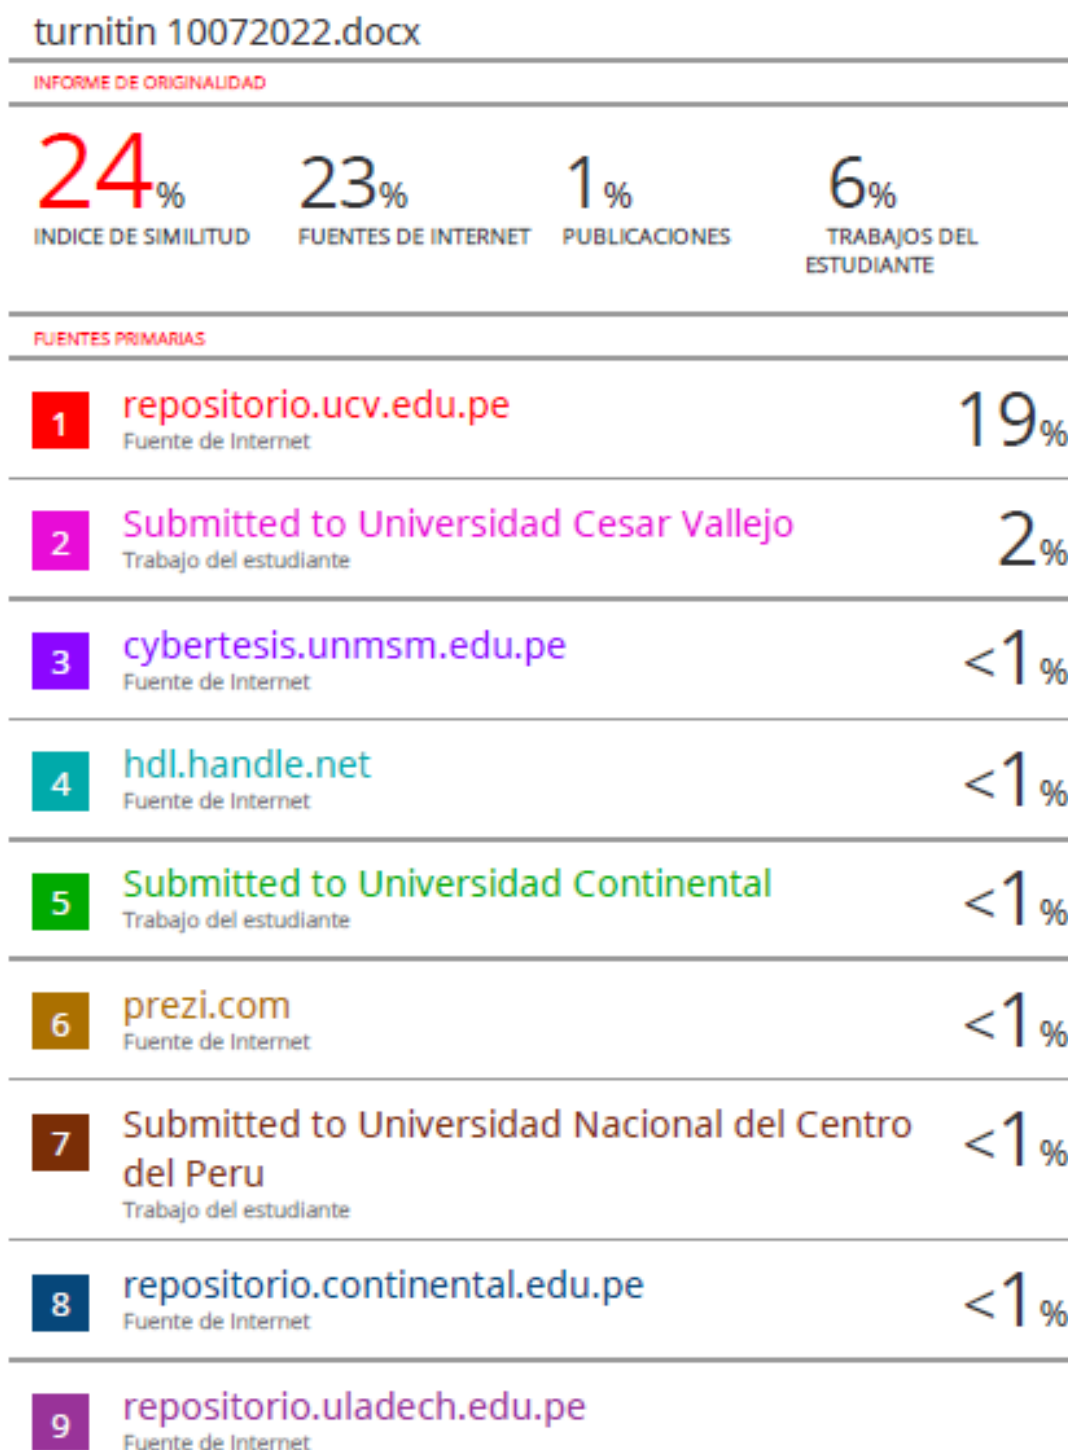 turnitin 10072022.docx
INFORME DE ORIGINALIDAD
24% 23% 1% 6%
INDICE DE SIMILITUD FUENTES DE INTERNET PUBLICACIONES TRABAJOS DEL
ESTUDIANTE
FUENTES PRIMARIAS
1 repositorio.ucv.edu.pe 19%
Fuente de Internet
2 Submitted to Universidad Cesar Vallejo 2%
Trabajo del estudiante
3 cybertesis.unmsm.edu.pe <1%
Fuente de Internet
4 hdl.handle.net <1%
Fuente de Internet
5 Submitted to Universidad Continental <1%
Trabajo del estudiante
6 prezi.com <1%
Fuente de Internet
7 Submitted to Universidad Nacional del Centro <1%
del Peru
Trabajo del estudiante
8 repositorio.continental.edu.pe <1%
Fuente de Internet
9 repositorio.uladech.edu.pe
Fuente de Internet